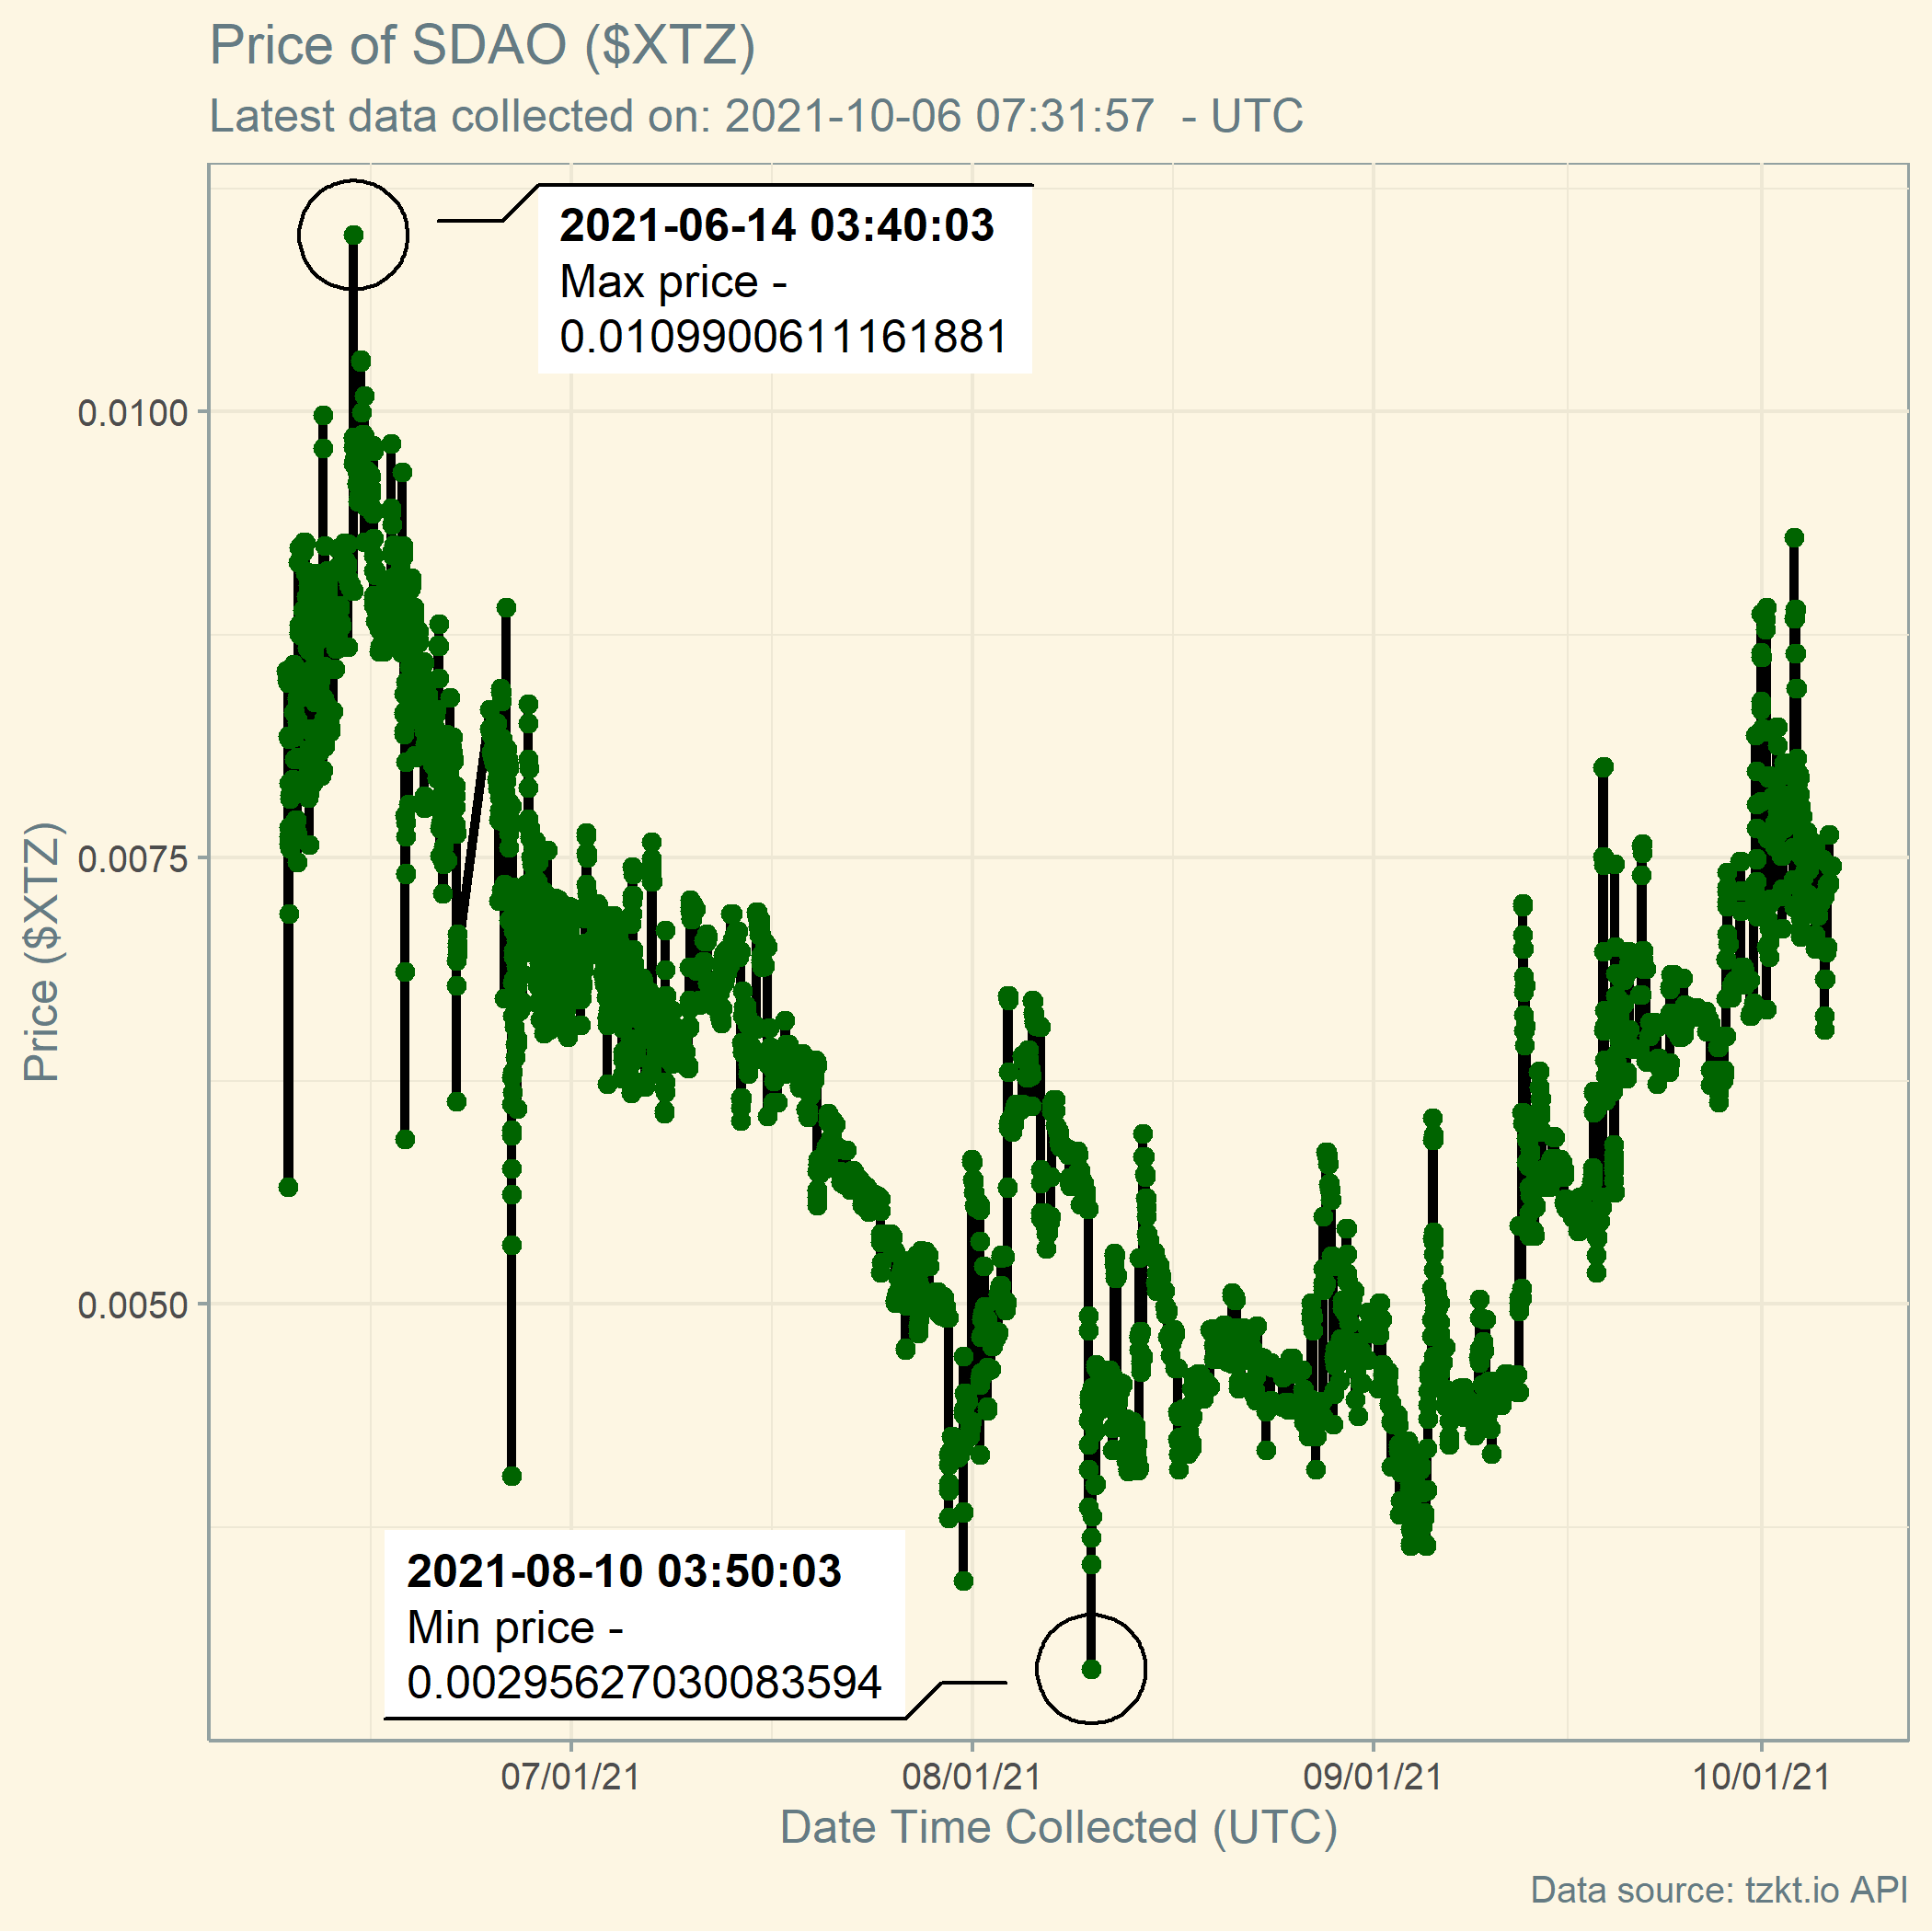 Price of SDAO ($XTZ)
Latest data collected on: 2021-10-06 07:31:57  - UTC
2021-06-14 03:40:03
Max price -
0.01099006111​61881
0.0100
0.0075
0.0050
Price ($XTZ)
2021-08-10 03:50:03
Min price -
0.00295627030083594
07/01/21
08/01/21
09/01/21
10/01/21
Date Time Collected (UTC)
Data source: tzkt.io API